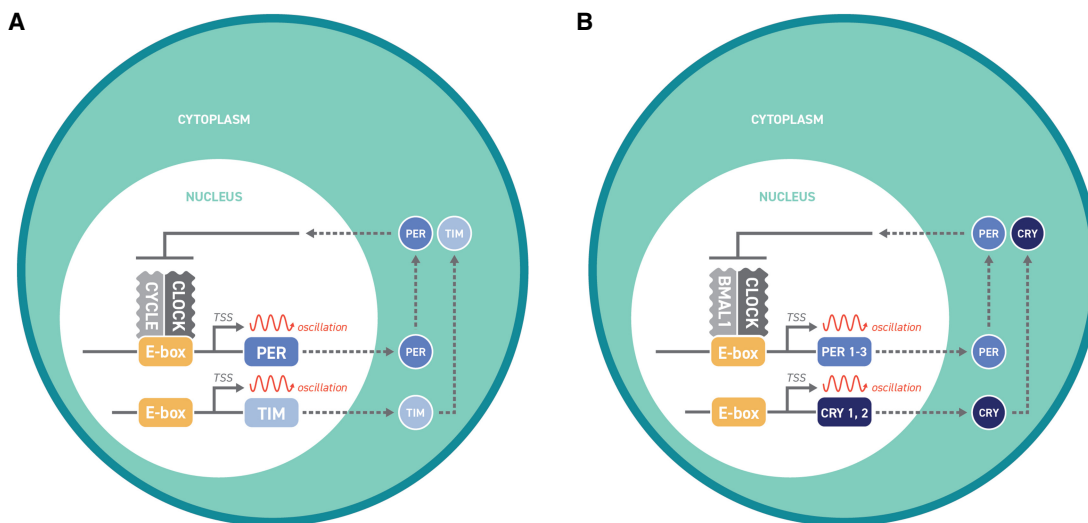 A
CYTOPLASM
NUCLEUS
PER TIM
CYCLE
CLOCK
TSS
oscillation
E-box PER PER
TSS
oscillation
E-box TIM TIM
B
CYTOPLASM
NUCLEUS
PER CRY
BMAL1
CLOCK
TSS
oscillation
E-box PER 1-3 PER
TSS
oscillation
E-box CRY 1, 2 CRY